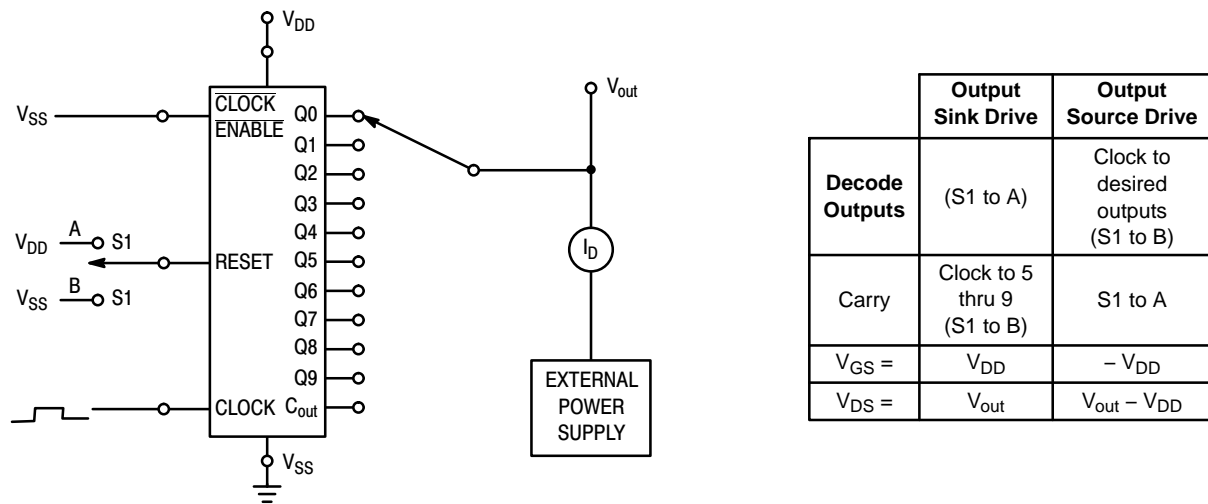 V_DD
V_SS
CLOCK
ENABLE
Q0
Q1
Q2
Q3
Q4
Q5
Q6
Q7
Q8
Q9
C_out
V_DD A S1
RESET
V_SS B S1
CLOCK
V_SS
V_out
I_D
EXTERNAL
POWER
SUPPLY
Output Output
Sink Drive Source Drive
Decode
Outputs
(S1 to A)
Clock to
desired
outputs
(S1 to B)
Carry
Clock to 5
thru 9
(S1 to B)
S1 to A
V_GS = V_DD – V_DD
V_DS = V_out V_out – V_DD